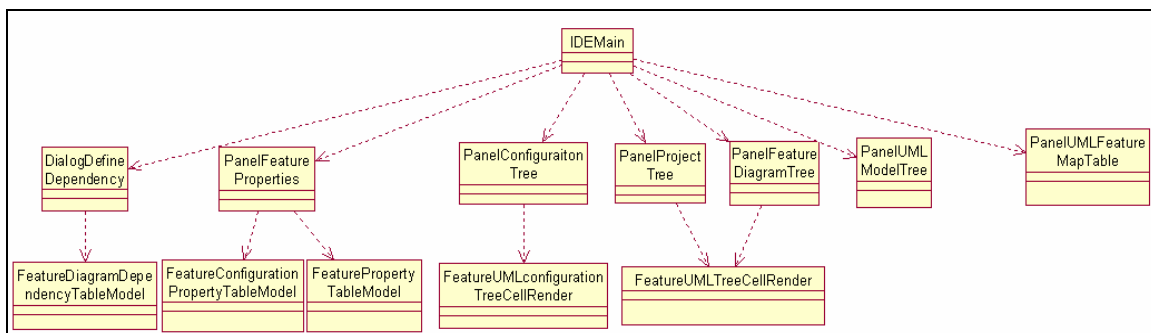 IDEMain
DialogDefine
Dependency
PanelFeature
Properties
PanelConfiguraiton
Tree
PanelProject
Tree
PanelFeature
DiagramTree
PanelUML
ModelTree
PanelUMLFeature
MapTable
FeatureDiagramDepe
ndencyTableModel
FeatureConfiguration
PropertyTableModel
FeatureProperty
TableModel
FeatureUMLconfiguration
TreeCellRender
FeatureUMLTreeCellRender